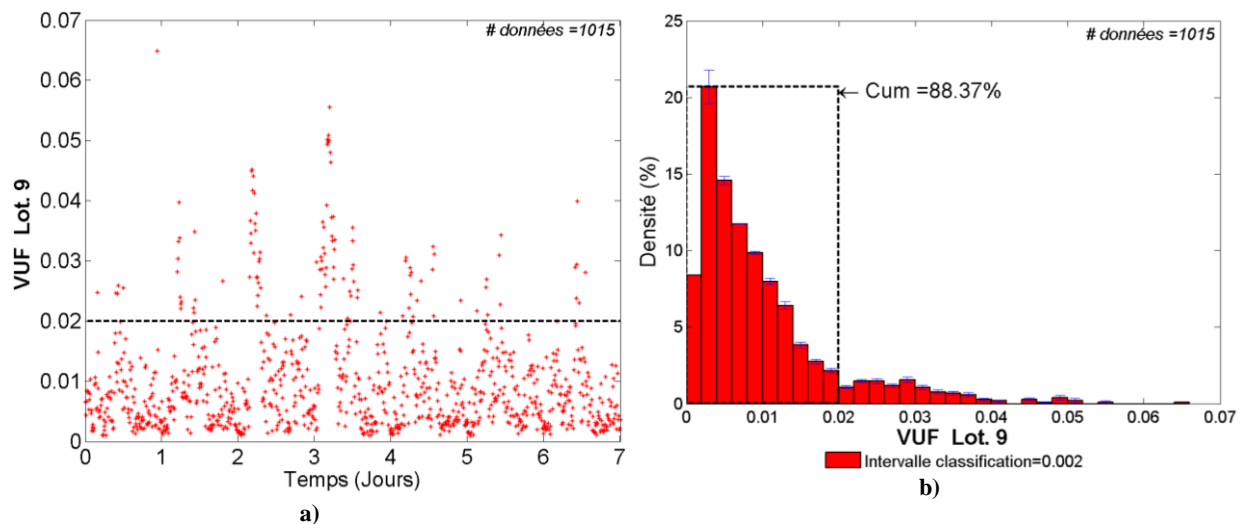 # données =1015
0.07
0.06
0.05
0.04
0.03
0.02
0.01
0
VUF Lot. 9
0 1 2 3 4 5 6 7
Temps (Jours)
a)
# données =1015
← Cum =88.37%
25
20
15
10
5
0
Densité (%)
0 0.01 0.02 0.03 0.04 0.05 0.06 0.07
VUF Lot. 9
Intervalle classification=0.002
b)